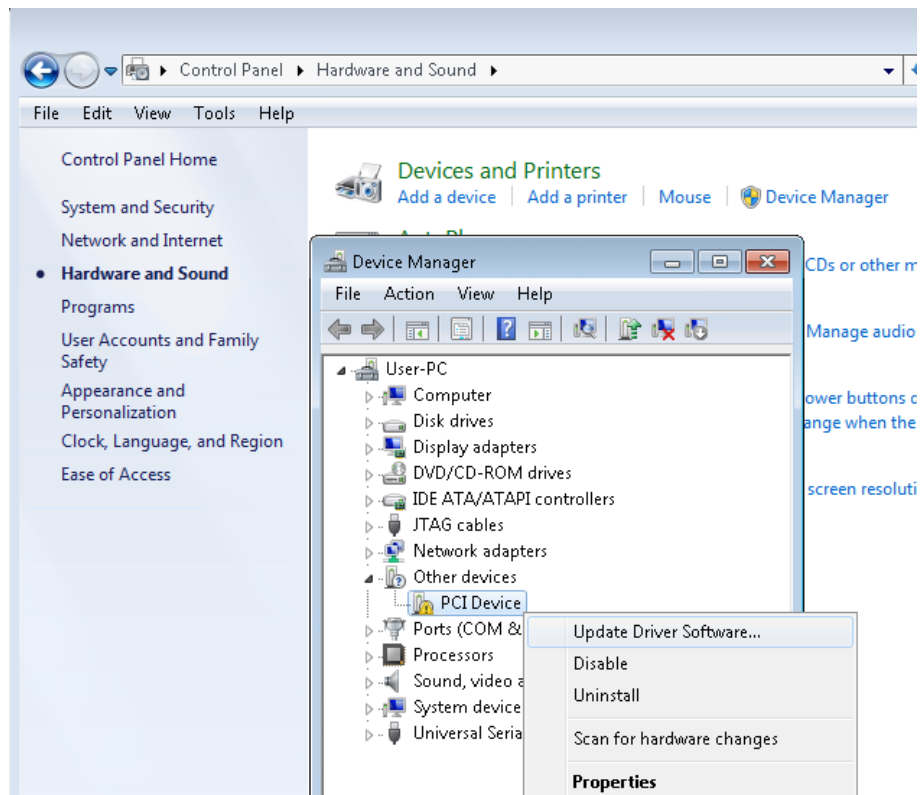 Control Panel Hardware and Sound
File Edit View Tools Help
Control Panel Home
System and Security
Network and Internet
Hardware and Sound
Programs
User Accounts and Family
Safety
Appearance and
Personalization
Clock, Language, and Region
Ease of Access
Devices and Printers
Add a device Add a printer Mouse Device Manager
CDs or other m
Manage audio
ower buttons
ange when the
screen resoluti
Device Manager
File Action View Help
User-PC
Computer
Disk drives
Display adapters
DVD/CD-ROM drives
IDE ATA/ATAPI controllers
JTAG cables
Network adapters
Other devices
PCI Device
Ports (COM &
Processors
Sound, video a
System device
Universal Seria
Update Driver Software...
Disable
Uninstall
Scan for hardware changes
Properties